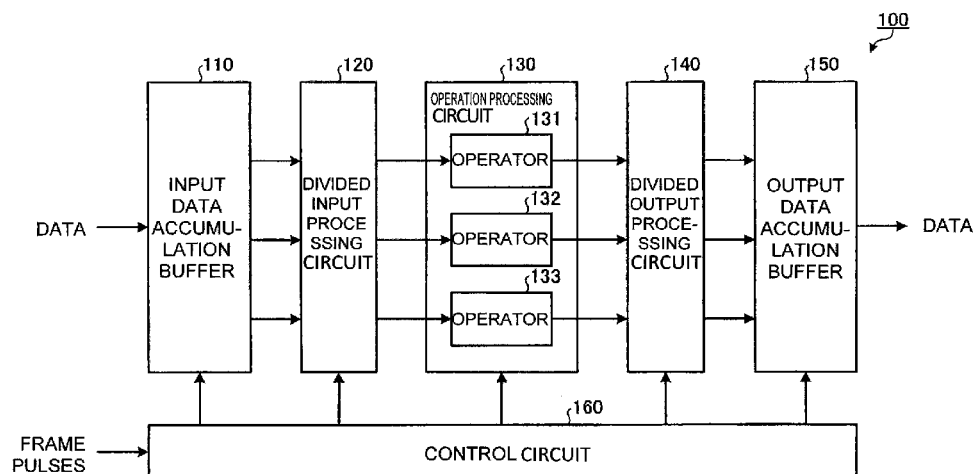 100
110
120
130
140
150
OPERATION PROCESSING
CIRCUIT
131
OPERATOR
132
OPERATOR
133
OPERATOR
DATA
INPUT
DATA
ACCUMU-
LATION
BUFFER
DIVIDED
INPUT
PROCE
SSING
CIRCUIT
DIVIDED
OUTPUT
PROCE-
SSING
CIRCUIT
OUTPUT
DATA
ACCUMU-
LATION
BUFFER
DATA
160
FRAME
PULSES
CONTROL CIRCUIT